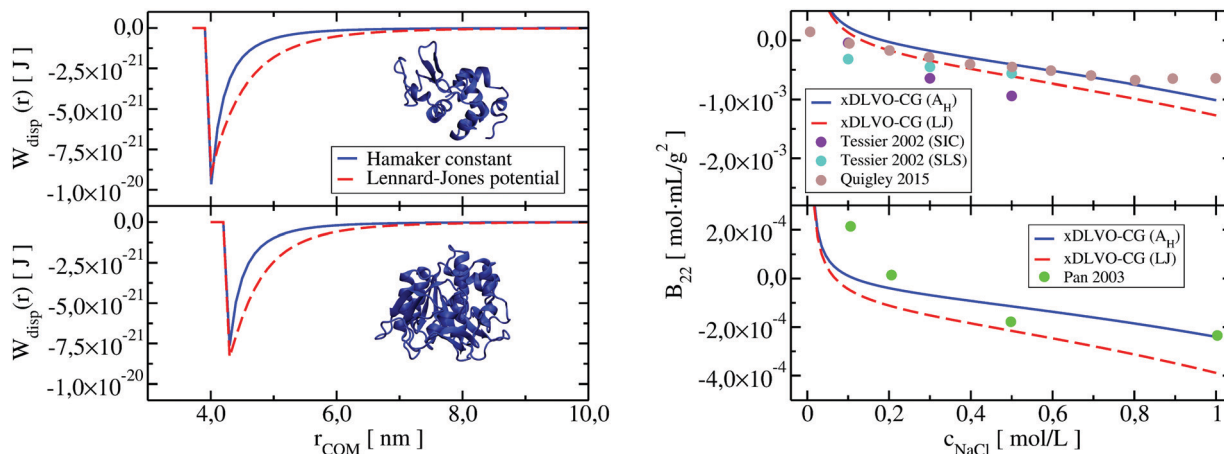 0,0
-2,5×10⁻²¹
-5,0×10⁻²¹
-7,5×10⁻²¹
-1,0×10⁻²⁰
W_disp(r) [ J ]
Hamaker constant
Lennard-Jones potential
0,0
-2,5×10⁻²¹
-5,0×10⁻²¹
-7,5×10⁻²¹
-1,0×10⁻²⁰
W_disp(r) [ J ]
4,0 6,0 8,0 10,0
r_COM [ nm ]
0,0
-1,0×10⁻³
-2,0×10⁻³
xDLVO-CG (A_H)
xDLVO-CG (LJ)
Tessier 2002 (SIC)
Tessier 2002 (SLS)
Quigley 2015
B₂₂ [ mol·mL/g² ]
2,0×10⁻⁴
0,0
-2,0×10⁻⁴
-4,0×10⁻⁴
xDLVO-CG (A_H)
xDLVO-CG (LJ)
Pan 2003
0 0,2 0,4 0,6 0,8 1
c_NaCl [ mol/L ]